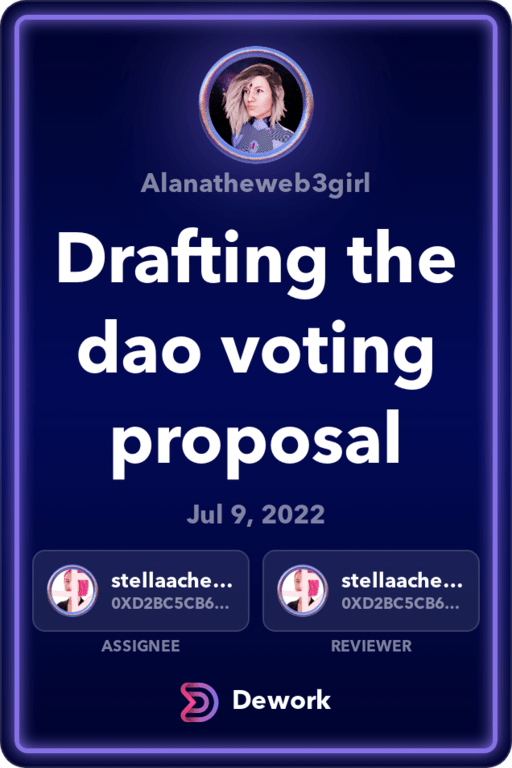 Alanatheweb3girl
Drafting the
dao voting
proposal
Jul 9, 2022
stellaache...
0XD2BC5CB6...
ASSIGNEE
stellaache...
0XD2BC5CB6...
REVIEWER
Dework